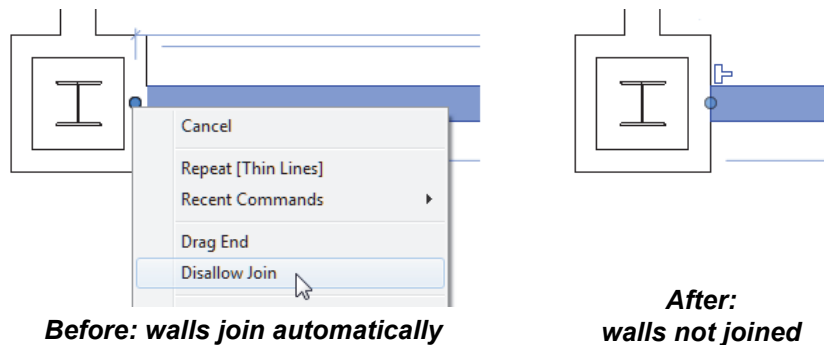 Cancel
Repeat [Thin Lines]
Recent Commands
Drag End
Disallow Join
Before: walls join automatically
After:
walls not joined